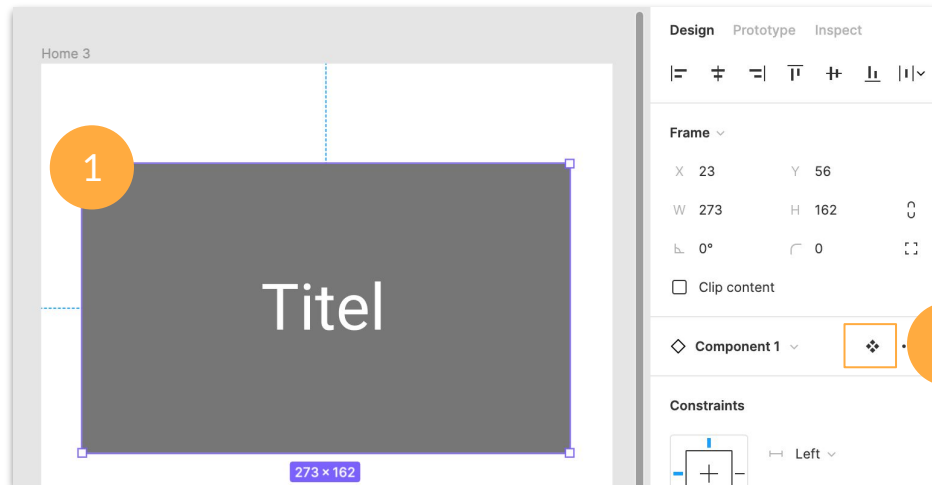 Design Prototype Inspect
Home 3
Frame
X 23 Y 56
1
W 273 H 162
0° 0
Clip content
Titel
Component 1
Constraints
Left
273 × 162